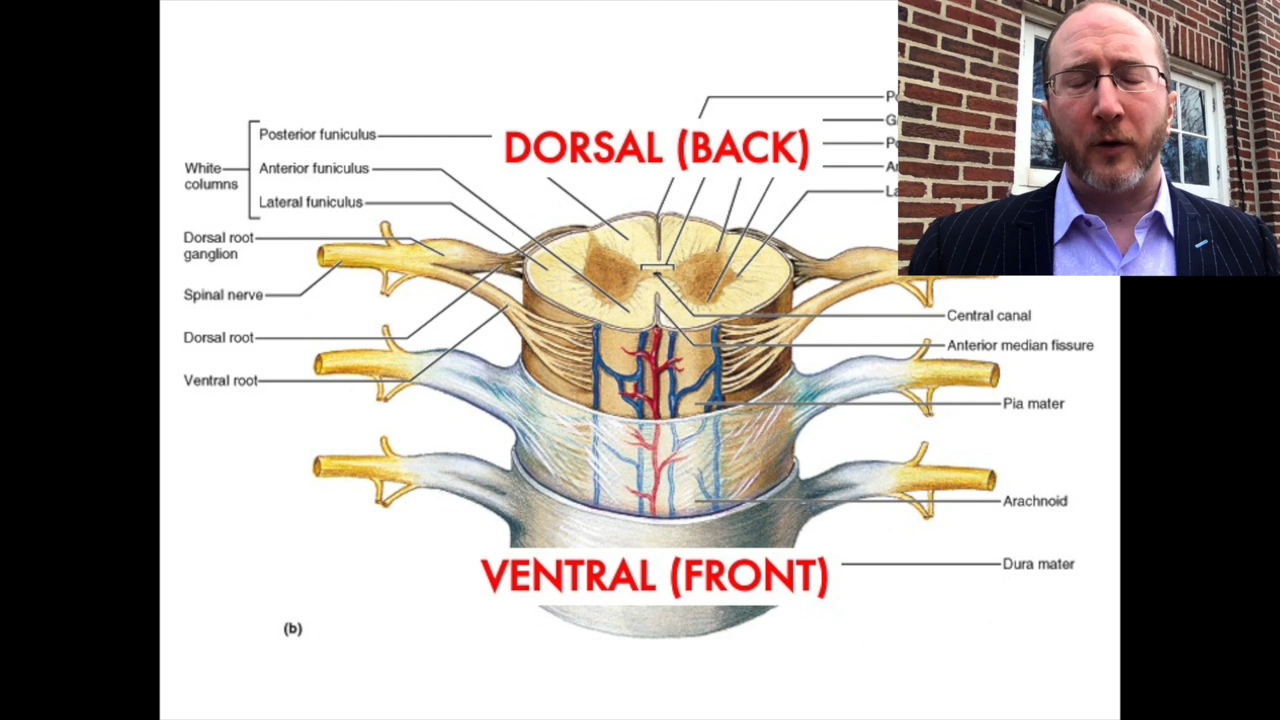 DORSAL (BACK)
Posterior funiculus
White
columns
Anterior funiculus
Lateral funiculus
Dorsal root
ganglion
Spinal nerve
Dorsal root
Ventral root
Central canal
Anterior median fissure
Pia mater
Arachnoid
Dura mater
VENTRAL (FRONT)
(b)